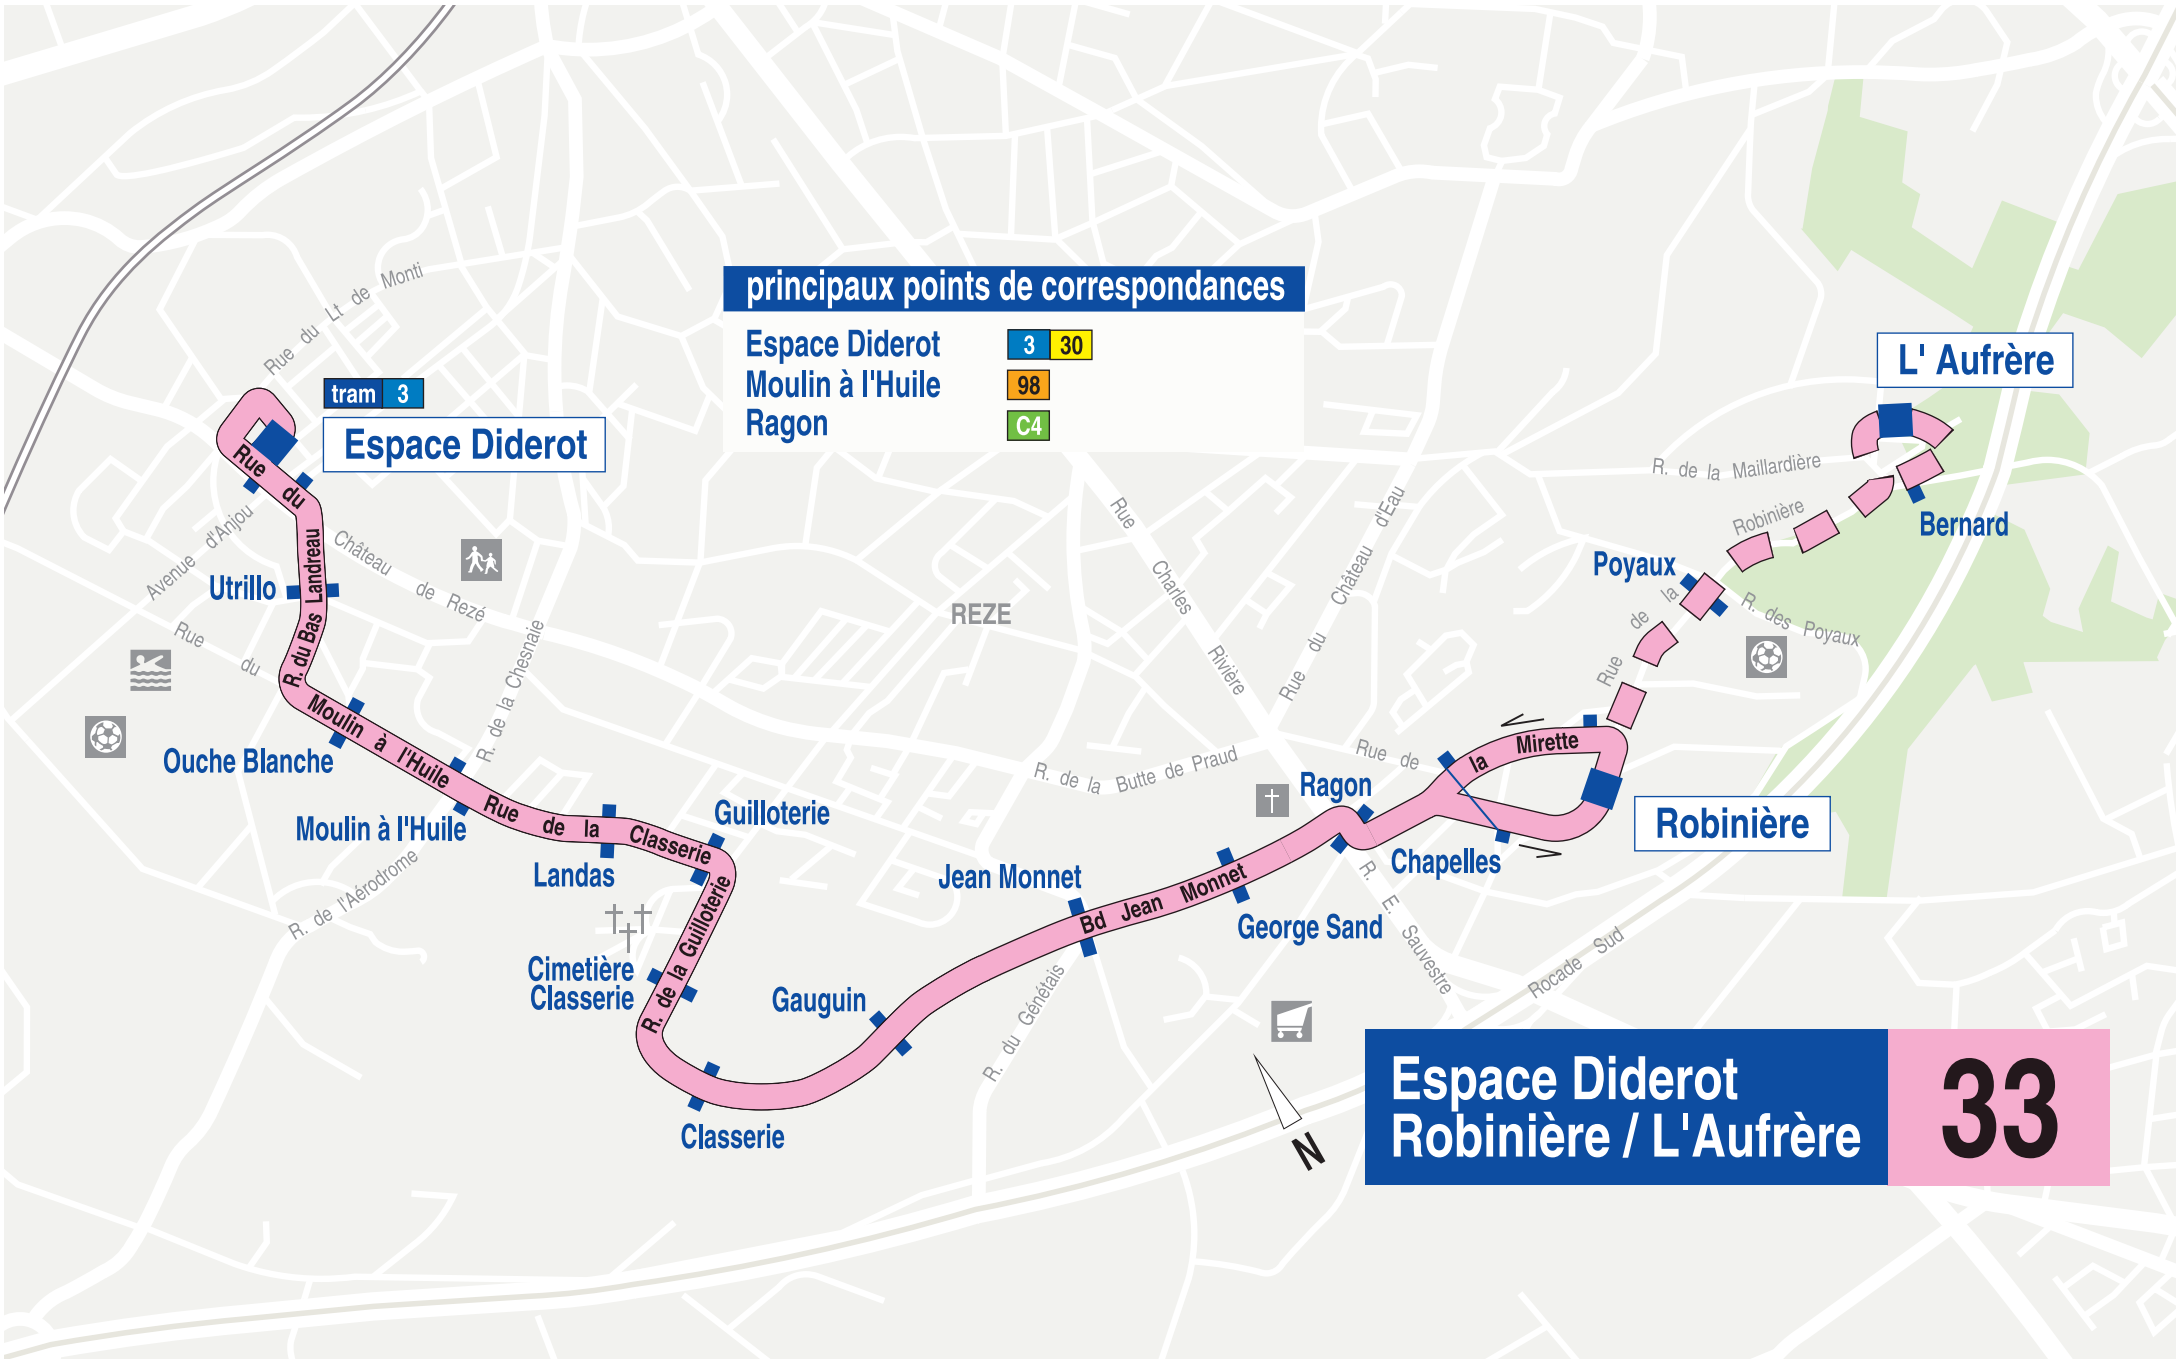 Rue du Lt de Monti
principaux points de correspondances
Espace Diderot 3 30
Moulin à l'Huile 98
Ragon C4
L' Aufrère
tram 3
Espace Diderot
R. de la Maillardière
Rue du
Château de Rezé
Avenue d'Anjou
Rue Charles Rivière
Rue du Château d'Eau
Robinière
Bernard
Poyaux
Utrillo
R. du Bas Landreau
REZE
R. des Poyaux
Rue du
R. de la Chesnaie
Rue de la
Moulin à l'Huile
Ouche Blanche
R. de la Butte de Praud
Rue de
la Mirette
Ragon
Robinière
Moulin à l'Huile
Rue de la Classerie
Guilloterie
Landas
Chapelles
Jean Monnet
Bd Jean Monnet
George Sand
R. de l'Aérodrome
R. de la Guilloterie
R. E. Sauvestre
Rocade Sud
Cimetière
Classerie
Gauguin
R. du Génétais
Classerie
N
Espace Diderot
Robinière / L'Aufrère
33